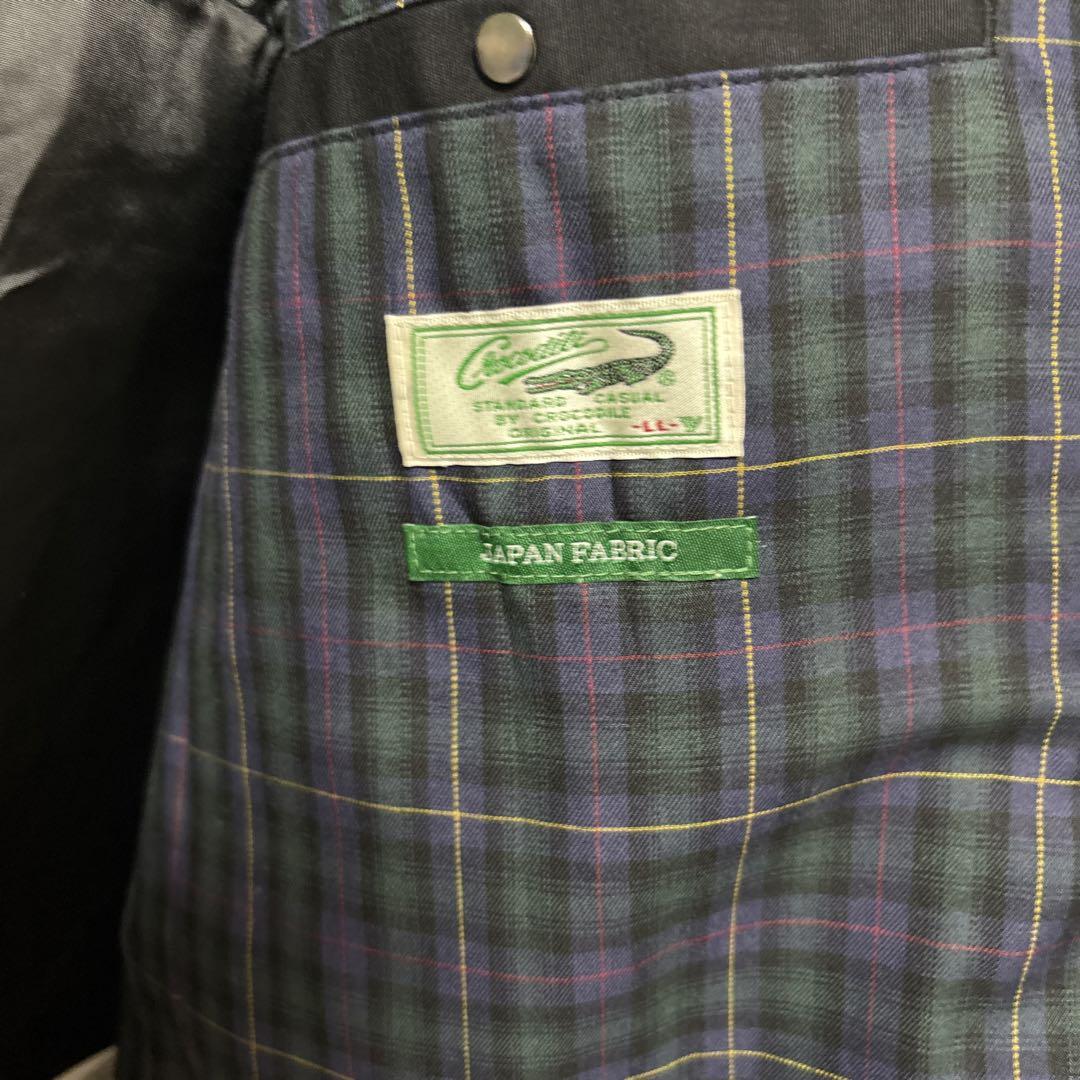 Crocodile
®
STANDARD CASUAL
BY CROCODILE
ORIGINAL -LL-
JAPAN FABRIC